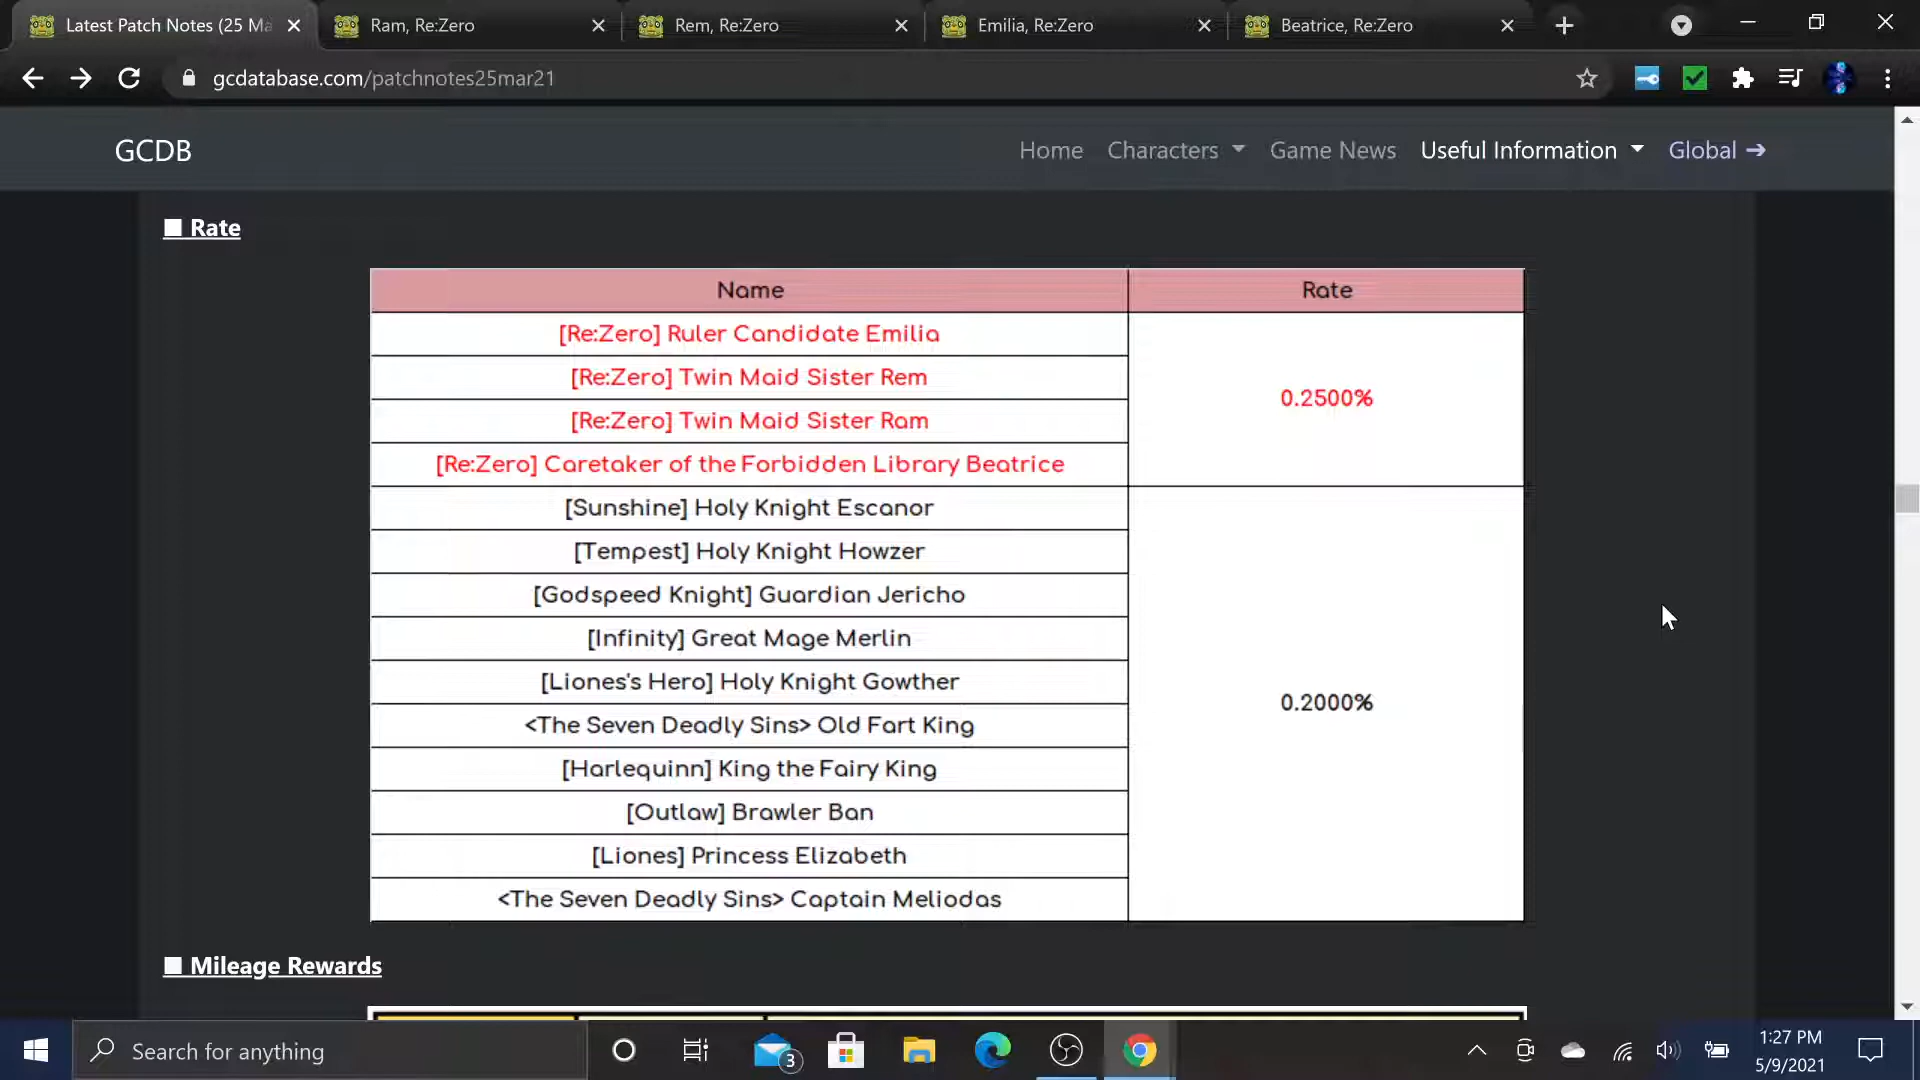 Latest Patch Notes (25 Ma
Ram, Re:Zero
Rem, Re:Zero
Emilia, Re:Zero
Beatrice, Re:Zero
gcdatabase.com/patchnotes25mar21
GCDB
Home
Characters
Game News
Useful Information
Global →
■ Rate
Name
Rate
[Re:Zero] Ruler Candidate Emilia
[Re:Zero] Twin Maid Sister Rem
[Re:Zero] Twin Maid Sister Ram
[Re:Zero] Caretaker of the Forbidden Library Beatrice
0.2500%
[Sunshine] Holy Knight Escanor
[Tempest] Holy Knight Howzer
[Godspeed Knight] Guardian Jericho
[Infinity] Great Mage Merlin
[Liones's Hero] Holy Knight Gowther
<The Seven Deadly Sins> Old Fart King
[Harlequinn] King the Fairy King
[Outlaw] Brawler Ban
[Liones] Princess Elizabeth
<The Seven Deadly Sins> Captain Meliodas
0.2000%
■ Mileage Rewards
Search for anything
3
1:27 PM
5/9/2021